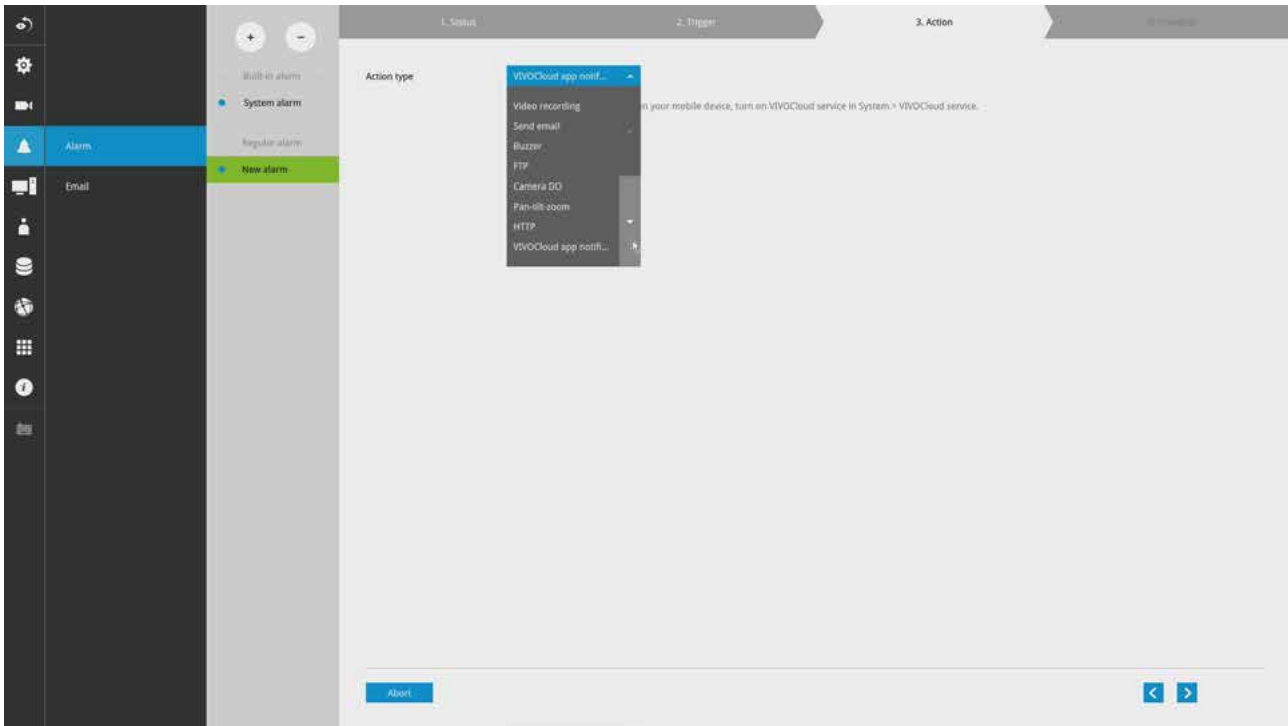 1. Status
2. Trigger
3. Action
+
-
Built-in alarm
System alarm
Regular alarm
New alarm
Alarm
Email
Action type
VIVOCloud app notif...
n your mobile device, turn on VIVOCloud service in System > VIVOCloud service.
Video recording
Send email
Buzzer
FTP
Camera DO
Pan-tilt-zoom
HTTP
VIVOCloud app notifi...
Abort